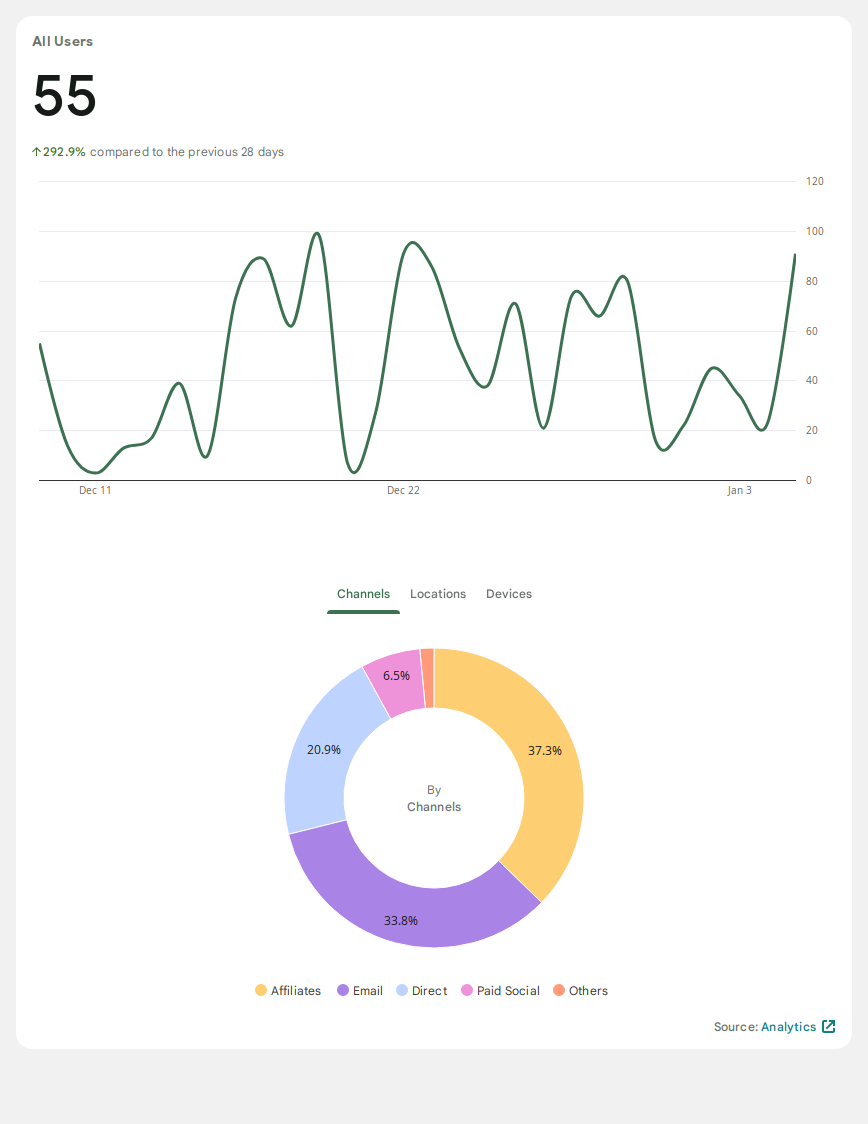 All Users
55
↑292.9% compared to the previous 28 days
120
100
80
60
40
20
0
Dec 11 Dec 22 Jan 3
Channels Locations Devices
6.5%
37.3%
20.9%
By
Channels
33.8%
Affiliates Email Direct Paid Social Others
Source: Analytics